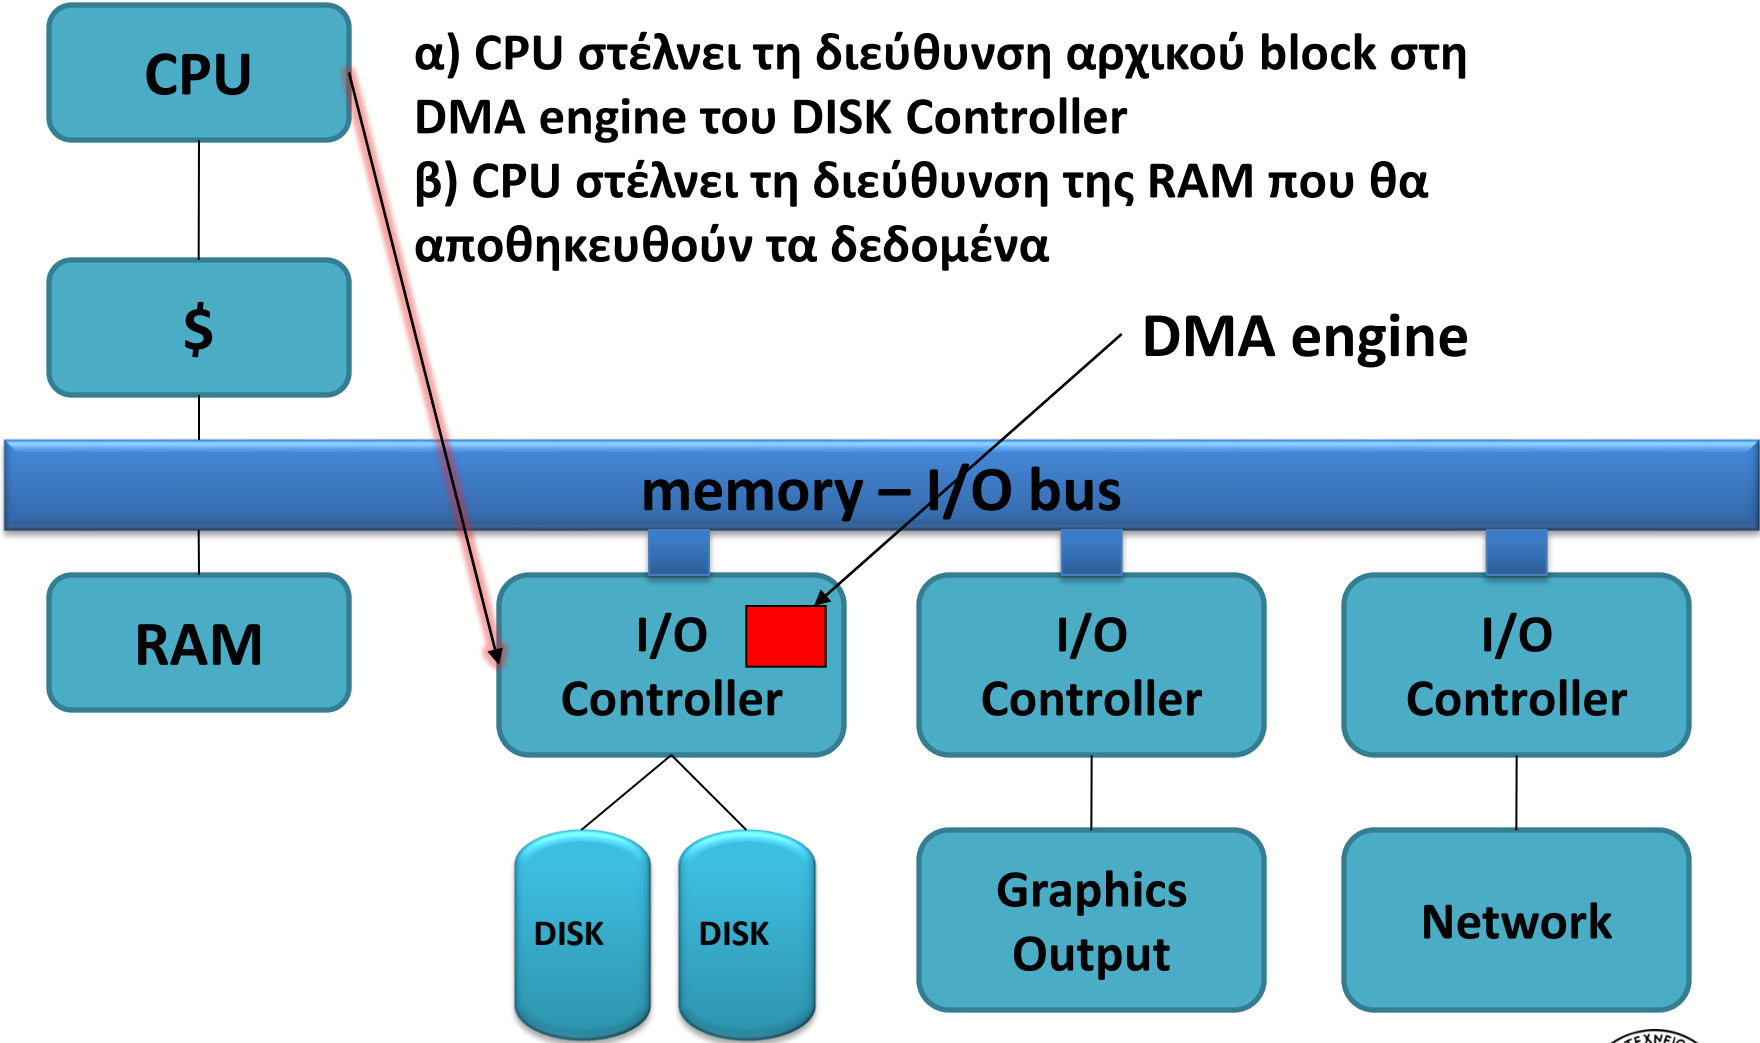 CPU
α) CPU στέλνει τη διεύθυνση αρχικού block στη
DMA engine του DISK Controller
β) CPU στέλνει τη διεύθυνση της RAM που θα
αποθηκευθούν τα δεδομένα
$
DMA engine
memory – I/O bus
RAM
I/O
Controller
I/O
Controller
I/O
Controller
DISK
DISK
Graphics
Output
Network